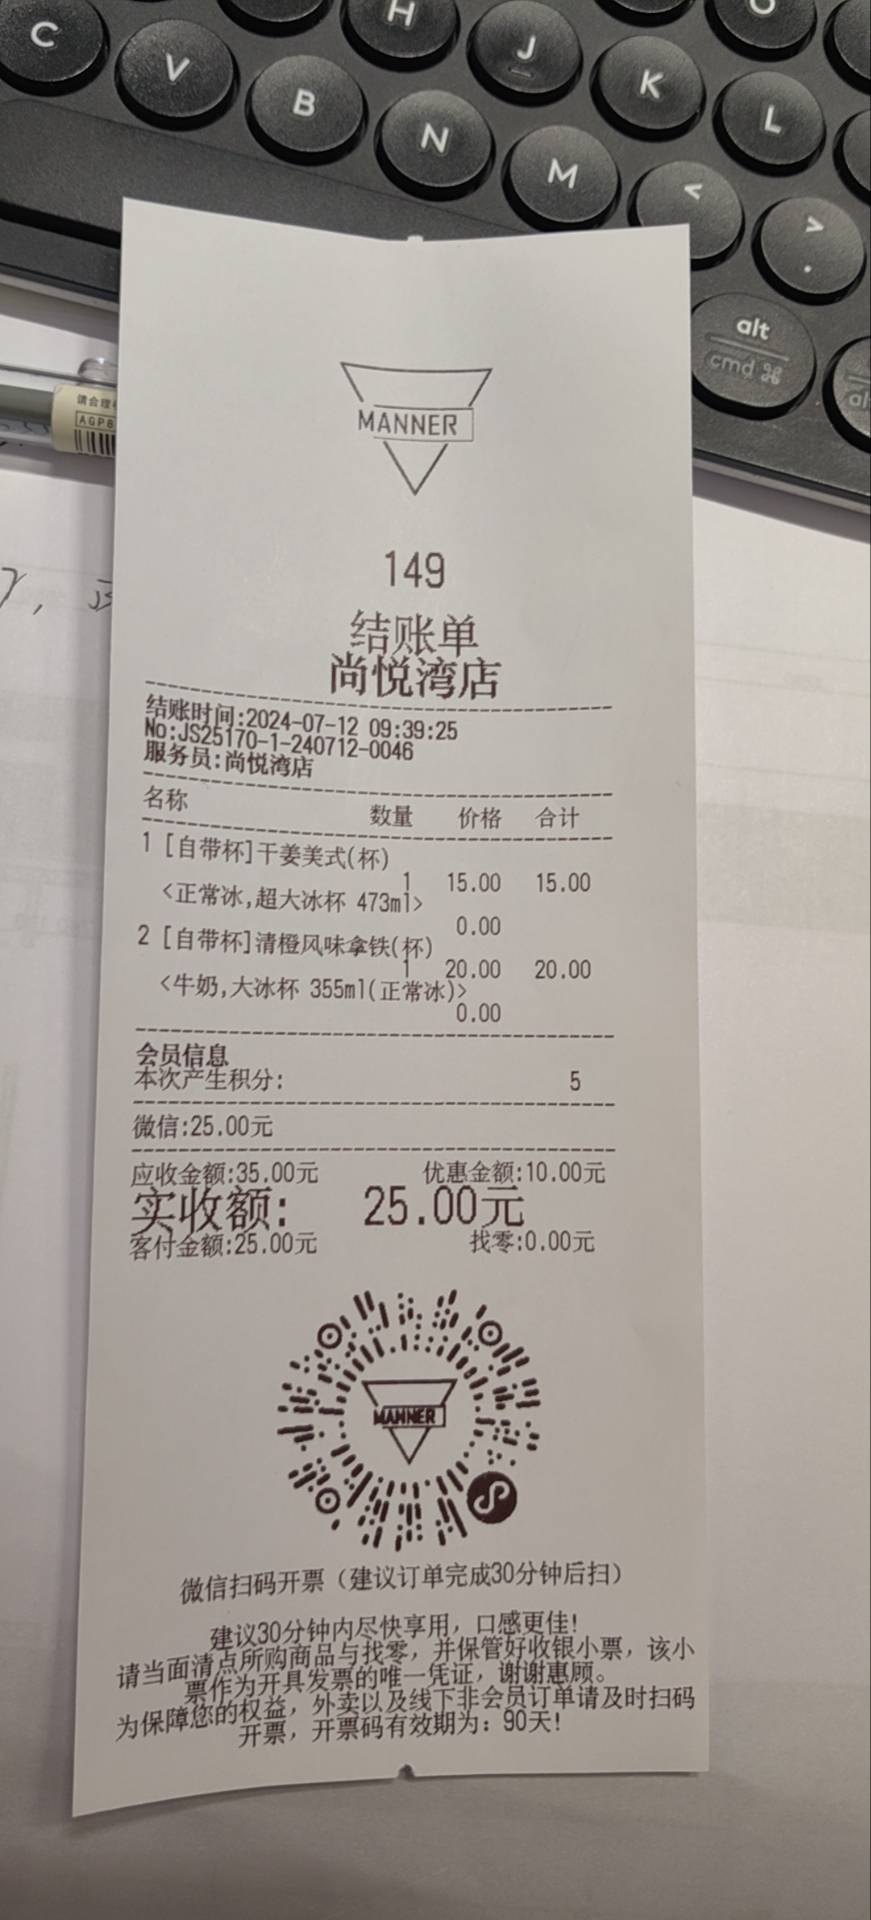 C V B H N J M K L < > .
alt
cmd ⌘
请合理
MANNER
149
结账单
尚悦湾店
结账时间:2024-07-12 09:39:25
No:JS25170-1-240712-0046
服务员:尚悦湾店
名称 数量 价格 合计
1 [自带杯]干姜美式(杯)
1 15.00 15.00
<正常冰,超大冰杯 473ml>
0.00
2 [自带杯]清橙风味拿铁(杯)
1 20.00 20.00
<牛奶,大冰杯 355ml(正常冰)>
0.00
会员信息
本次产生积分: 5
微信:25.00元
应收金额:35.00元 优惠金额:10.00元
实收额: 25.00元
客付金额:25.00元 找零:0.00元
MANNER
微信扫码开票（建议订单完成30分钟后扫）
建议30分钟内尽快享用，口感更佳!
请当面清点所购商品与找零，并保管好收银小票，该小
票作为开具发票的唯一凭证，谢谢惠顾。
为保障您的权益，外卖以及线下非会员订单请及时扫码
开票，开票码有效期为：90天!